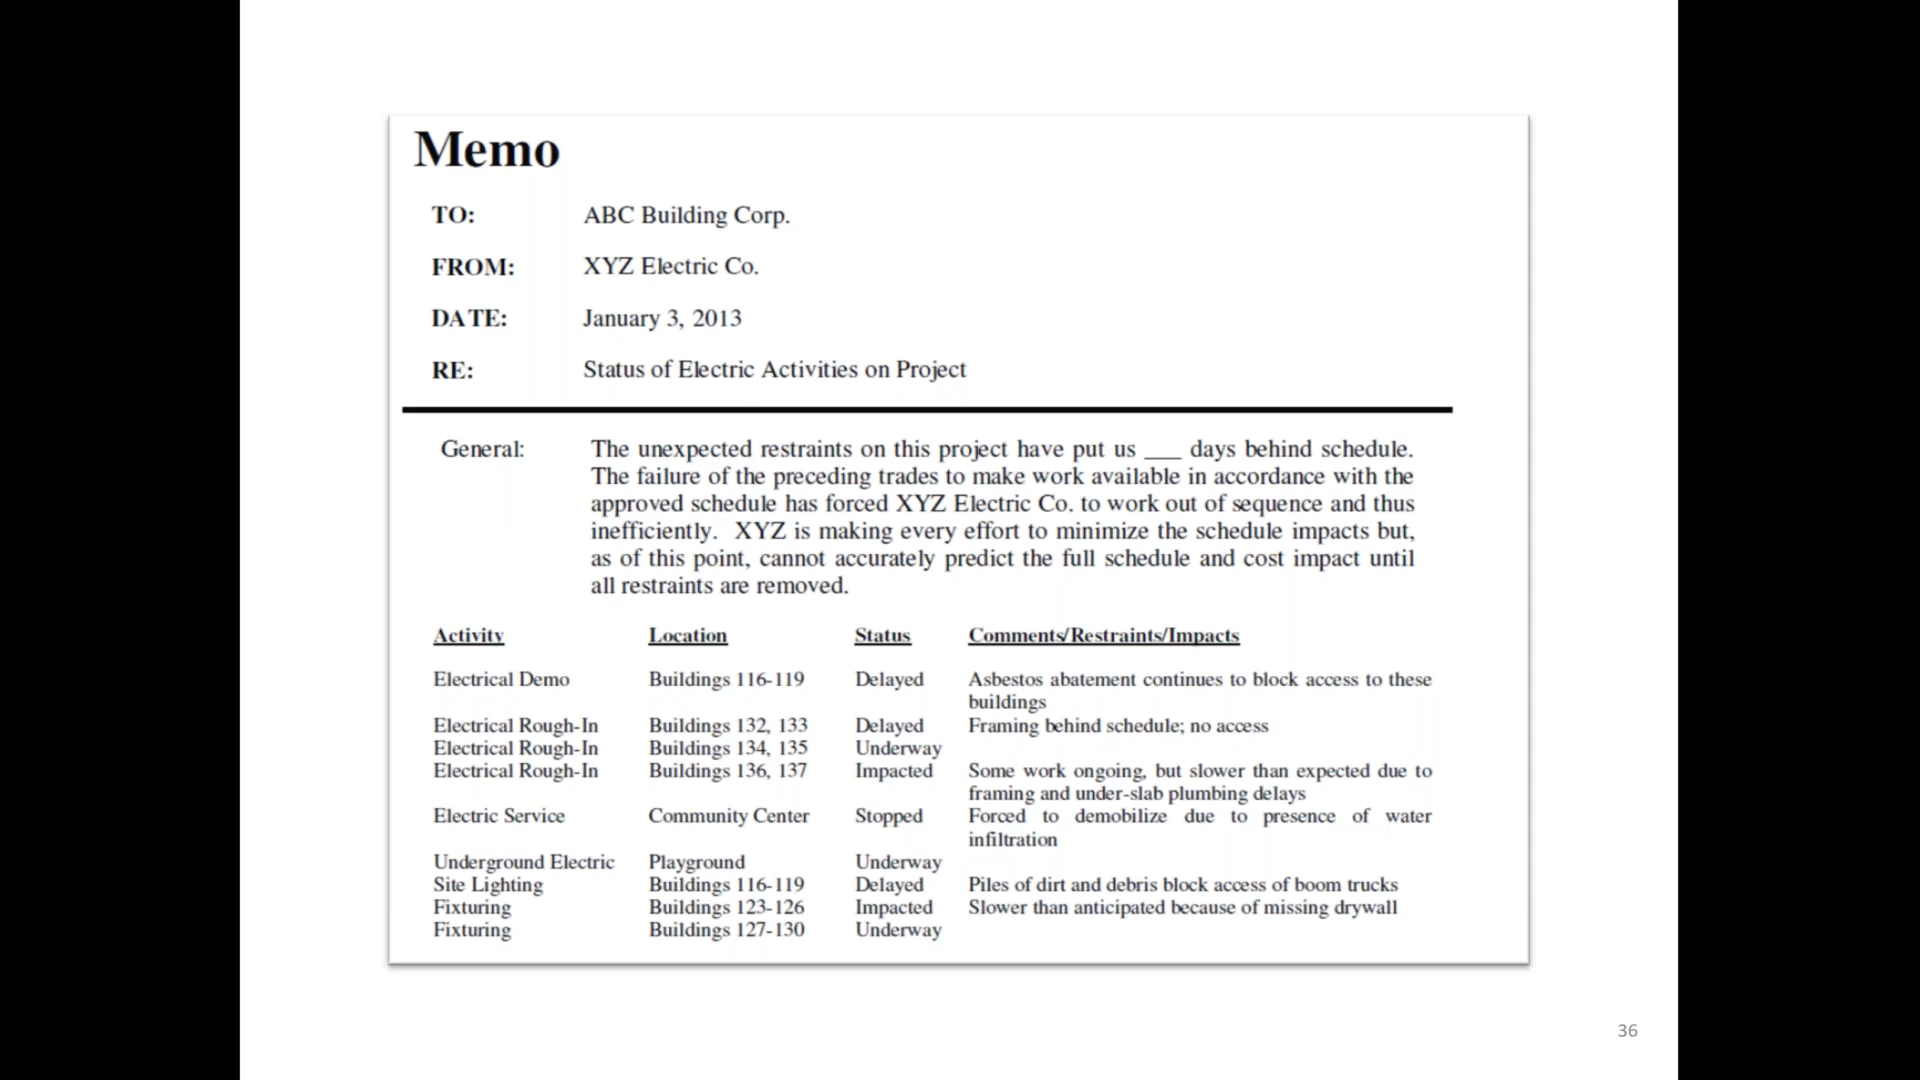 Memo
TO: ABC Building Corp.
FROM: XYZ Electric Co.
DATE: January 3, 2013
RE: Status of Electric Activities on Project
General: The unexpected restraints on this project have put us ___ days behind schedule.
The failure of the preceding trades to make work available in accordance with the
approved schedule has forced XYZ Electric Co. to work out of sequence and thus
inefficiently. XYZ is making every effort to minimize the schedule impacts but,
as of this point, cannot accurately predict the full schedule and cost impact until
all restraints are removed.
Activity Location Status Comments/Restraints/Impacts
Electrical Demo Buildings 116-119 Delayed Asbestos abatement continues to block access to these
buildings
Electrical Rough-In Buildings 132, 133 Delayed Framing behind schedule; no access
Electrical Rough-In Buildings 134, 135 Underway
Electrical Rough-In Buildings 136, 137 Impacted Some work ongoing, but slower than expected due to
framing and under-slab plumbing delays
Electric Service Community Center Stopped Forced to demobilize due to presence of water
infiltration
Underground Electric Playground Underway
Site Lighting Buildings 116-119 Delayed Piles of dirt and debris block access of boom trucks
Fixturing Buildings 123-126 Impacted Slower than anticipated because of missing drywall
Fixturing Buildings 127-130 Underway
36